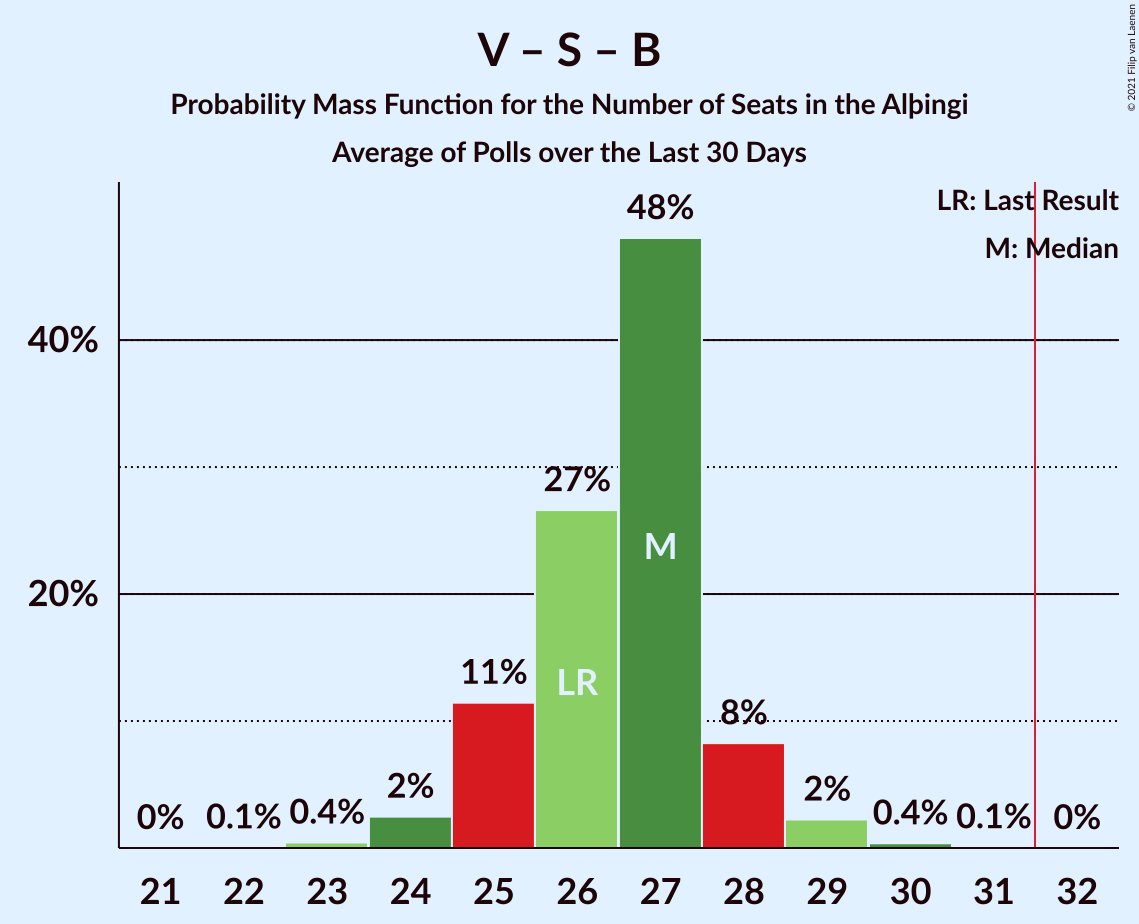 V – S – B
Probability Mass Function for the Number of Seats in the Alþingi
Average of Polls over the Last 30 Days
© 2021 Filip van Laenen
LR: Last Result
M: Median
40%
20%
0%
0.1%
0.4%
2%
11%
27%
48%
8%
2%
0.4%
0.1%
0%
LR
M
21 22 23 24 25 26 27 28 29 30 31 32